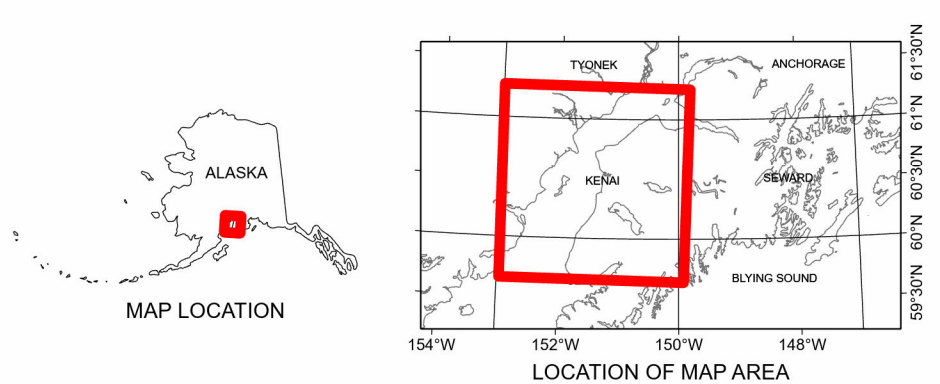 ALASKA
MAP LOCATION
TYONEK
ANCHORAGE
KENAI
SEWARD
BLYING SOUND
61°30'N
61°N
60°30'N
60°N
59°30'N
154°W
152°W
150°W
148°W
LOCATION OF MAP AREA